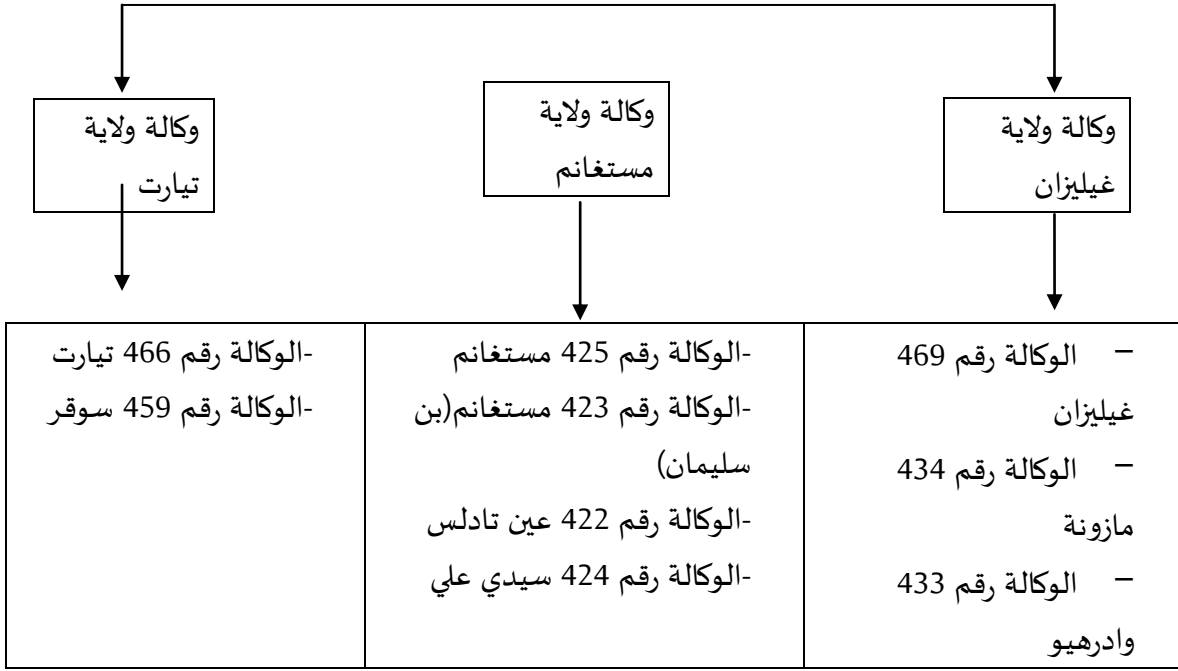 وكالة ولاية
غيليزان
وكالة ولاية
مستغانم
وكالة ولاية
تيارت
– الوكالة رقم 469
غيليزان
– الوكالة رقم 434
مازونة
– الوكالة رقم 433
وادرهيو
-الوكالة رقم 425 مستغانم
-الوكالة رقم 423 مستغانم(بن
سليمان)
-الوكالة رقم 422 عين تادلس
-الوكالة رقم 424 سيدي علي
-الوكالة رقم 466 تيارت
-الوكالة رقم 459 سوقر